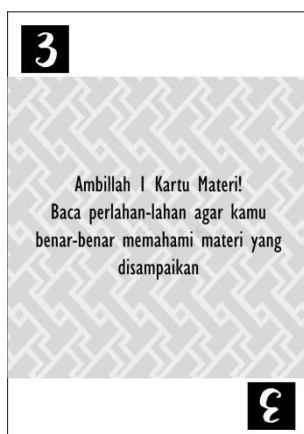 3
Ambillah 1 Kartu Materi!
Baca perlahan-lahan agar kamu
benar-benar memahami materi yang
disampaikan
3